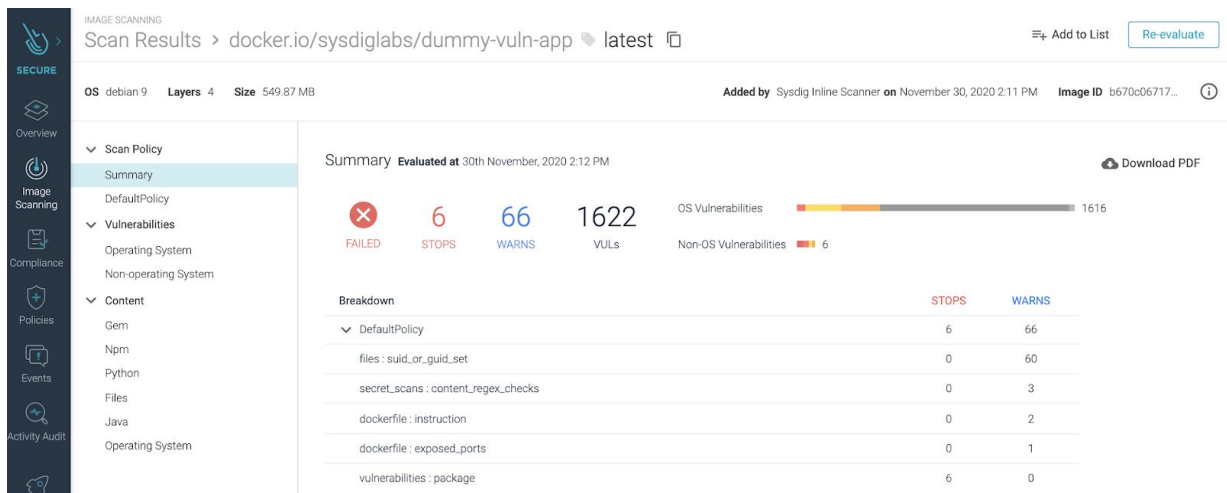 IMAGE SCANNING
Scan Results > docker.io/sysdiglabs/dummy-vuln-app latest
Add to List
Re-evaluate
SECURE
OS debian 9 Layers 4 Size 549.87 MB
Added by Sysdig Inline Scanner on November 30, 2020 2:11 PM Image ID b670c06717...
Overview
Image Scanning
Compliance
Policies
Events
Activity Audit
Scan Policy
Summary
DefaultPolicy
Vulnerabilities
Operating System
Non-operating System
Content
Gem
Npm
Python
Files
Java
Operating System
Summary Evaluated at 30th November, 2020 2:12 PM
Download PDF
6 66 1622
FAILED STOPS WARNS VULs
OS Vulnerabilities 1616
Non-OS Vulnerabilities 6
Breakdown STOPS WARNS
DefaultPolicy 6 66
files : suid_or_guid_set 0 60
secret_scans : content_regex_checks 0 3
dockerfile : instruction 0 2
dockerfile : exposed_ports 0 1
vulnerabilities : package 6 0